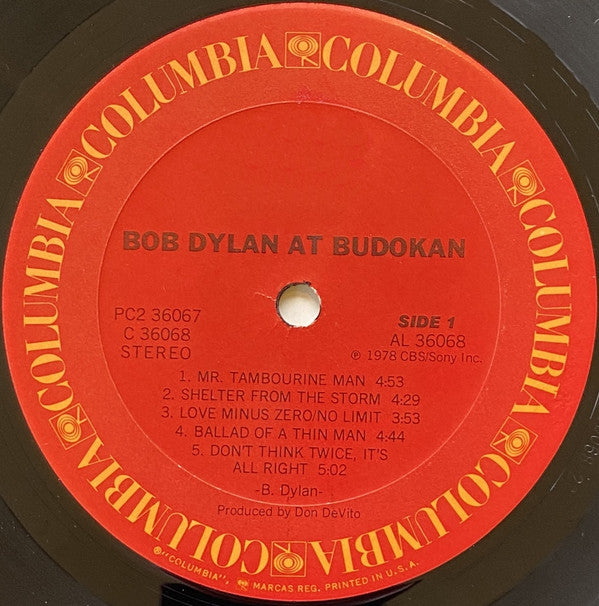 COLUMBIA COLUMBIA COLUMBIA COLUMBIA COLUMBIA COLUMBIA
BOB DYLAN AT BUDOKAN
PC2 36067
C 36068
STEREO
SIDE 1
AL 36068
℗ 1978 CBS/Sony Inc.
1. MR. TAMBOURINE MAN 4:53
2. SHELTER FROM THE STORM 4:29
3. LOVE MINUS ZERO/NO LIMIT 3:53
4. BALLAD OF A THIN MAN 4:44
5. DON'T THINK TWICE, IT'S
ALL RIGHT 5:02
-B. Dylan-
Produced by Don DeVito
®"COLUMBIA", MARCAS REG. PRINTED IN U.S.A.